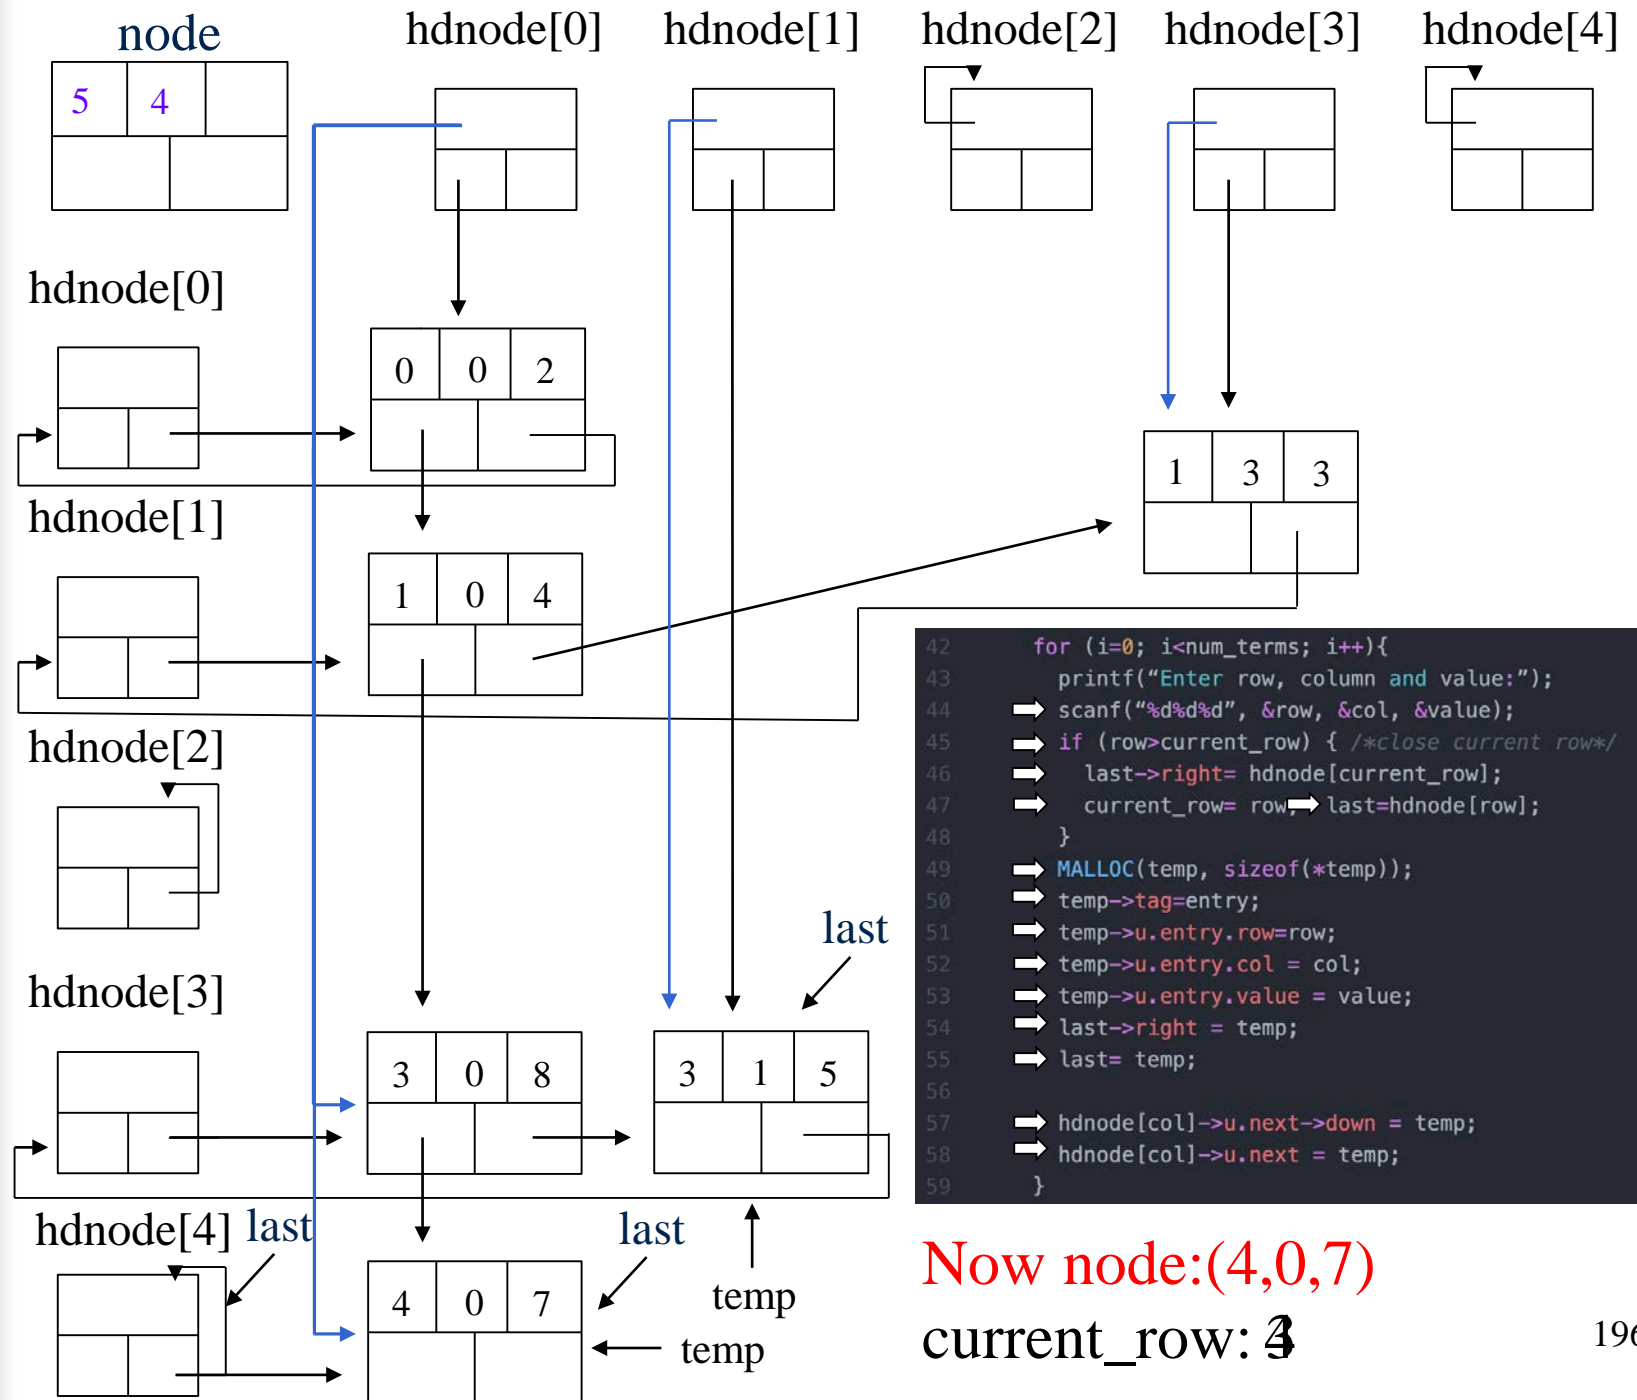 node hdnode[0] hdnode[1] hdnode[2] hdnode[3] hdnode[4]
5 4
hdnode[0]
0 0 2
1 3 3
hdnode[1]
1 0 4
hdnode[2]
42 for (i=0; i<num_terms; i++){
43 printf(“Enter row, column and value:”);
44 scanf(“%d%d%d”, &row, &col, &value);
45 if (row>current_row) { /*close current row*/
46 last->right= hdnode[current_row];
47 current_row= row; last=hdnode[row];
48 }
49 MALLOC(temp, sizeof(*temp));
50 temp->tag=entry;
51 temp->u.entry.row=row;
52 temp->u.entry.col = col;
53 temp->u.entry.value = value;
54 last->right = temp;
55 last= temp;
56
57 hdnode[col]->u.next->down = temp;
58 hdnode[col]->u.next = temp;
59 }
last
hdnode[3]
3 0 8
3 1 5
hdnode[4] last
last
temp
4 0 7
temp
Now node:(4,0,7)
current_row:
196